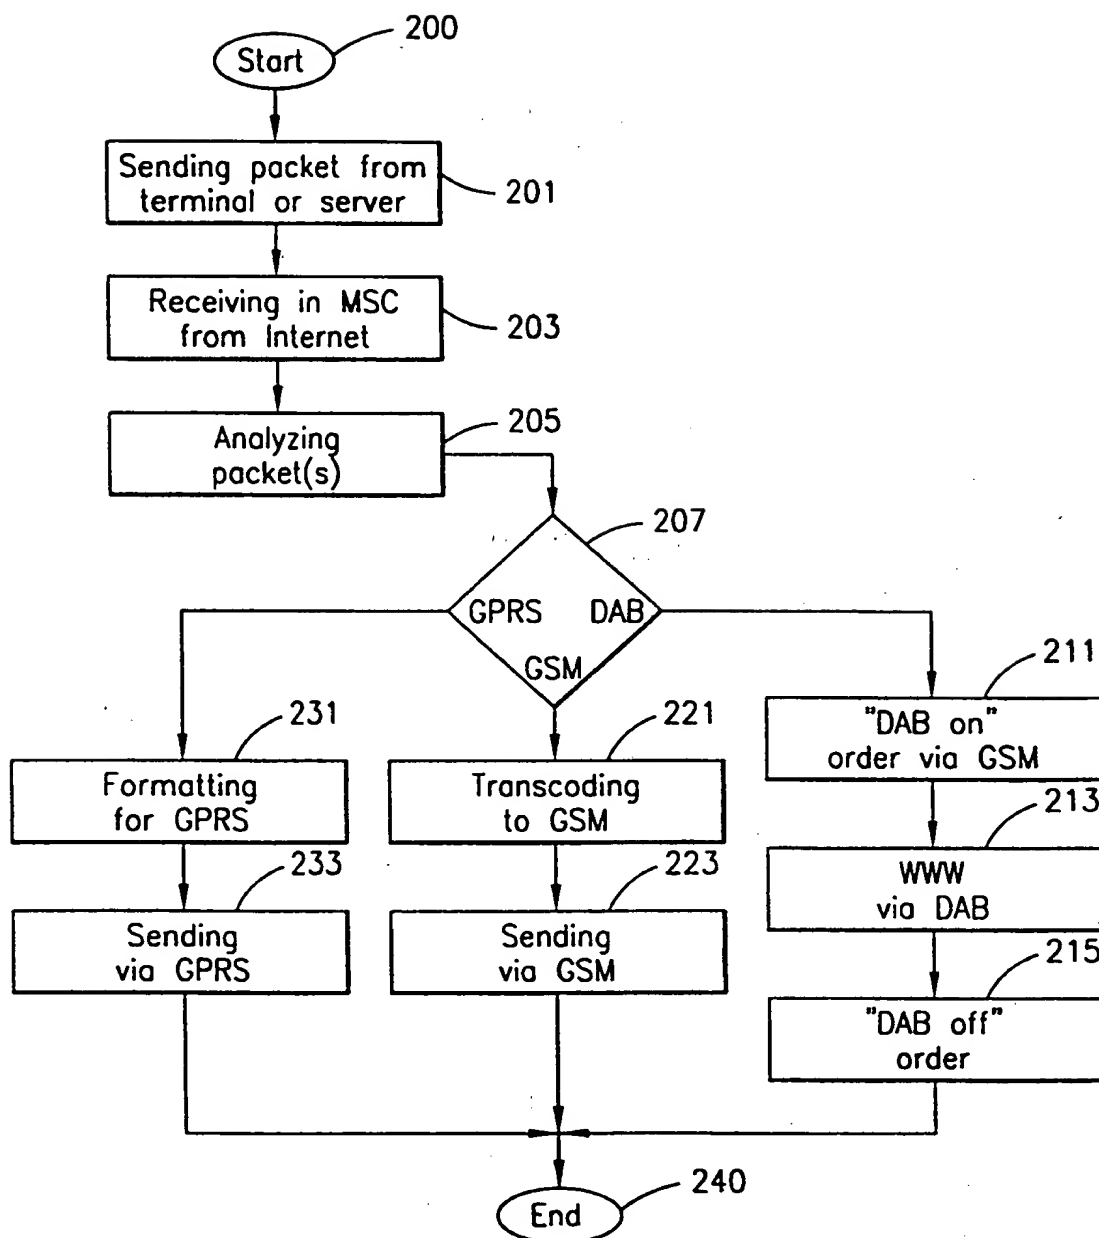 200
Start
Sending packet from
terminal or server
201
Receiving in MSC
from Internet
203
205
Analyzing
packet(s)
207
GPRS
DAB
GSM
211
"DAB on"
order via GSM
231
Formatting
for GPRS
221
Transcoding
to GSM
213
WWW
via DAB
233
Sending
via GPRS
223
Sending
via GSM
215
"DAB off"
order
240
End